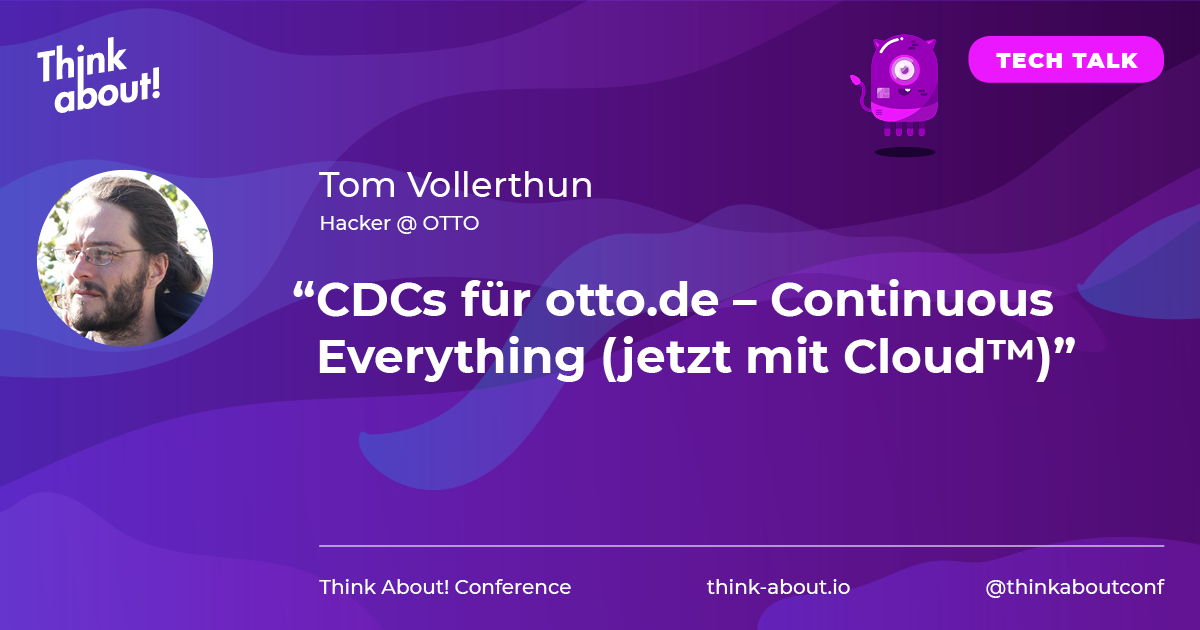 Think
about!
TECH TALK
Tom Vollerthun
Hacker @ OTTO
“CDCs für otto.de – Continuous
Everything (jetzt mit Cloud™)”
Think About! Conference
think-about.io
@thinkaboutconf